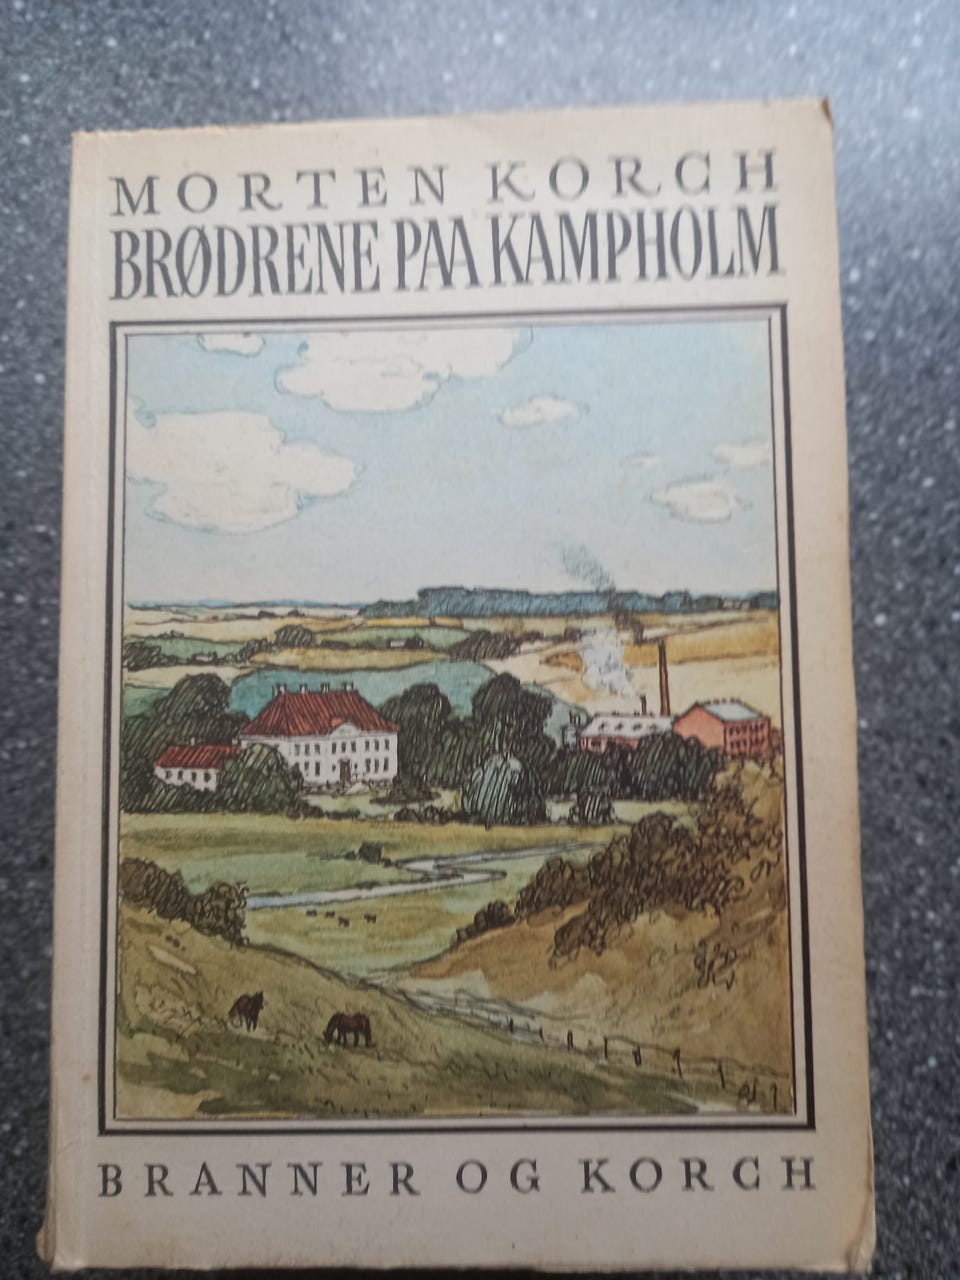 MORTEN KORCH
BRØDRENE PAA KAMPHOLM
BRANNER OG KORCH